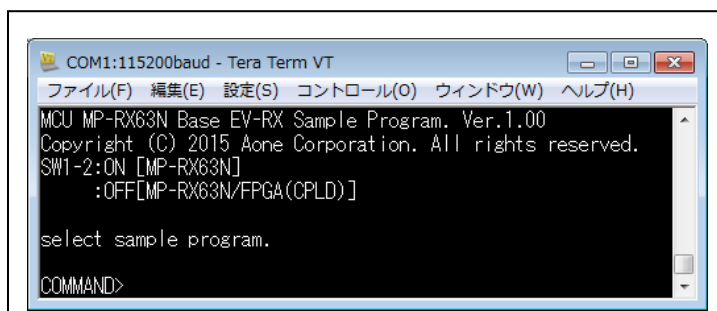 COM1:115200baud - Tera Term VT
ファイル(F) 編集(E) 設定(S) コントロール(O) ウィンドウ(W) ヘルプ(H)
MCU MP-RX63N Base EV-RX Sample Program. Ver.1.00
Copyright (C) 2015 Aone Corporation. All rights reserved.
SW1-2:ON [MP-RX63N]
:OFF[MP-RX63N/FPGA(CPLD)]
select sample program.
COMMAND>